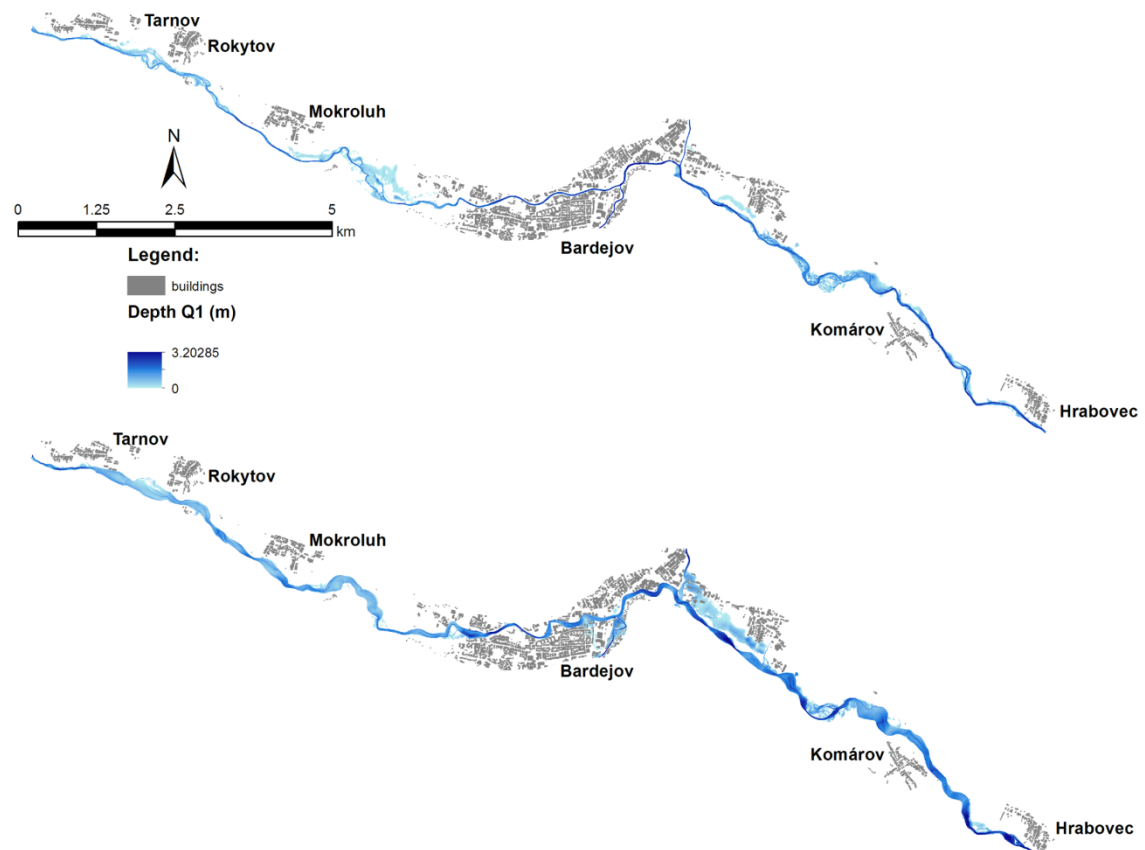 Tarnov
Rokytov
Mokroluh
N
0 1.25 2.5 5
km
Bardejov
Legend:
buildings
Depth Q1 (m)
3.20285
0
Komárov
Hrabovec
Tarnov
Rokytov
Mokroluh
Bardejov
Komárov
Hrabovec